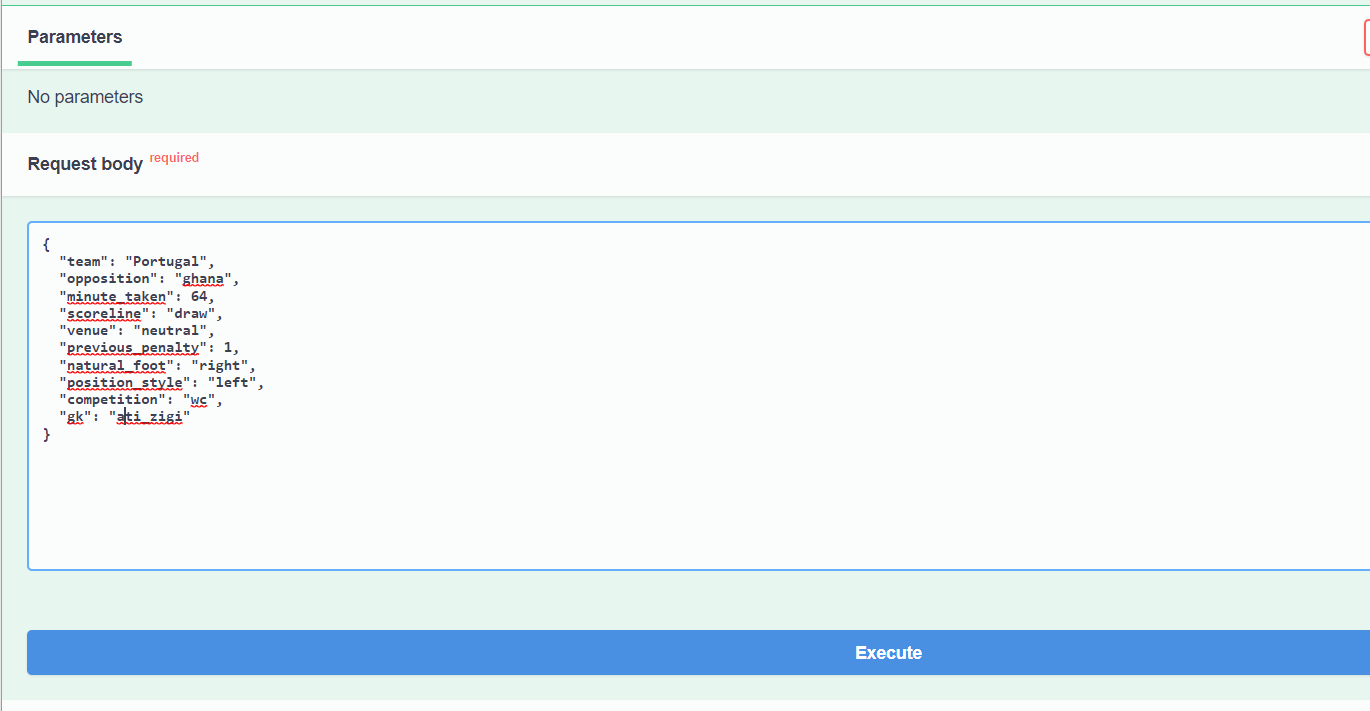 Parameters
No parameters
Request body required
{
  "team": "Portugal",
  "opposition": "ghana",
  "minute_taken": 64,
  "scoreline": "draw",
  "venue": "neutral",
  "previous_penalty": 1,
  "natural_foot": "right",
  "position_style": "left",
  "competition": "wc",
  "gk": "ati_zigi"
}
Execute